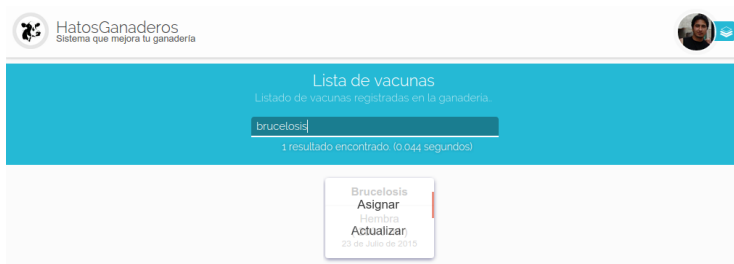 HatosGanaderos
Sistema que mejora tu ganadería
Lista de vacunas
Listado de vacunas registradas en la ganadería.
brucelosis
1 resultado encontrado. (0.044 segundos)
Brucelosis
Asignar
Hembra
Actualizar
23 de Julio de 2015